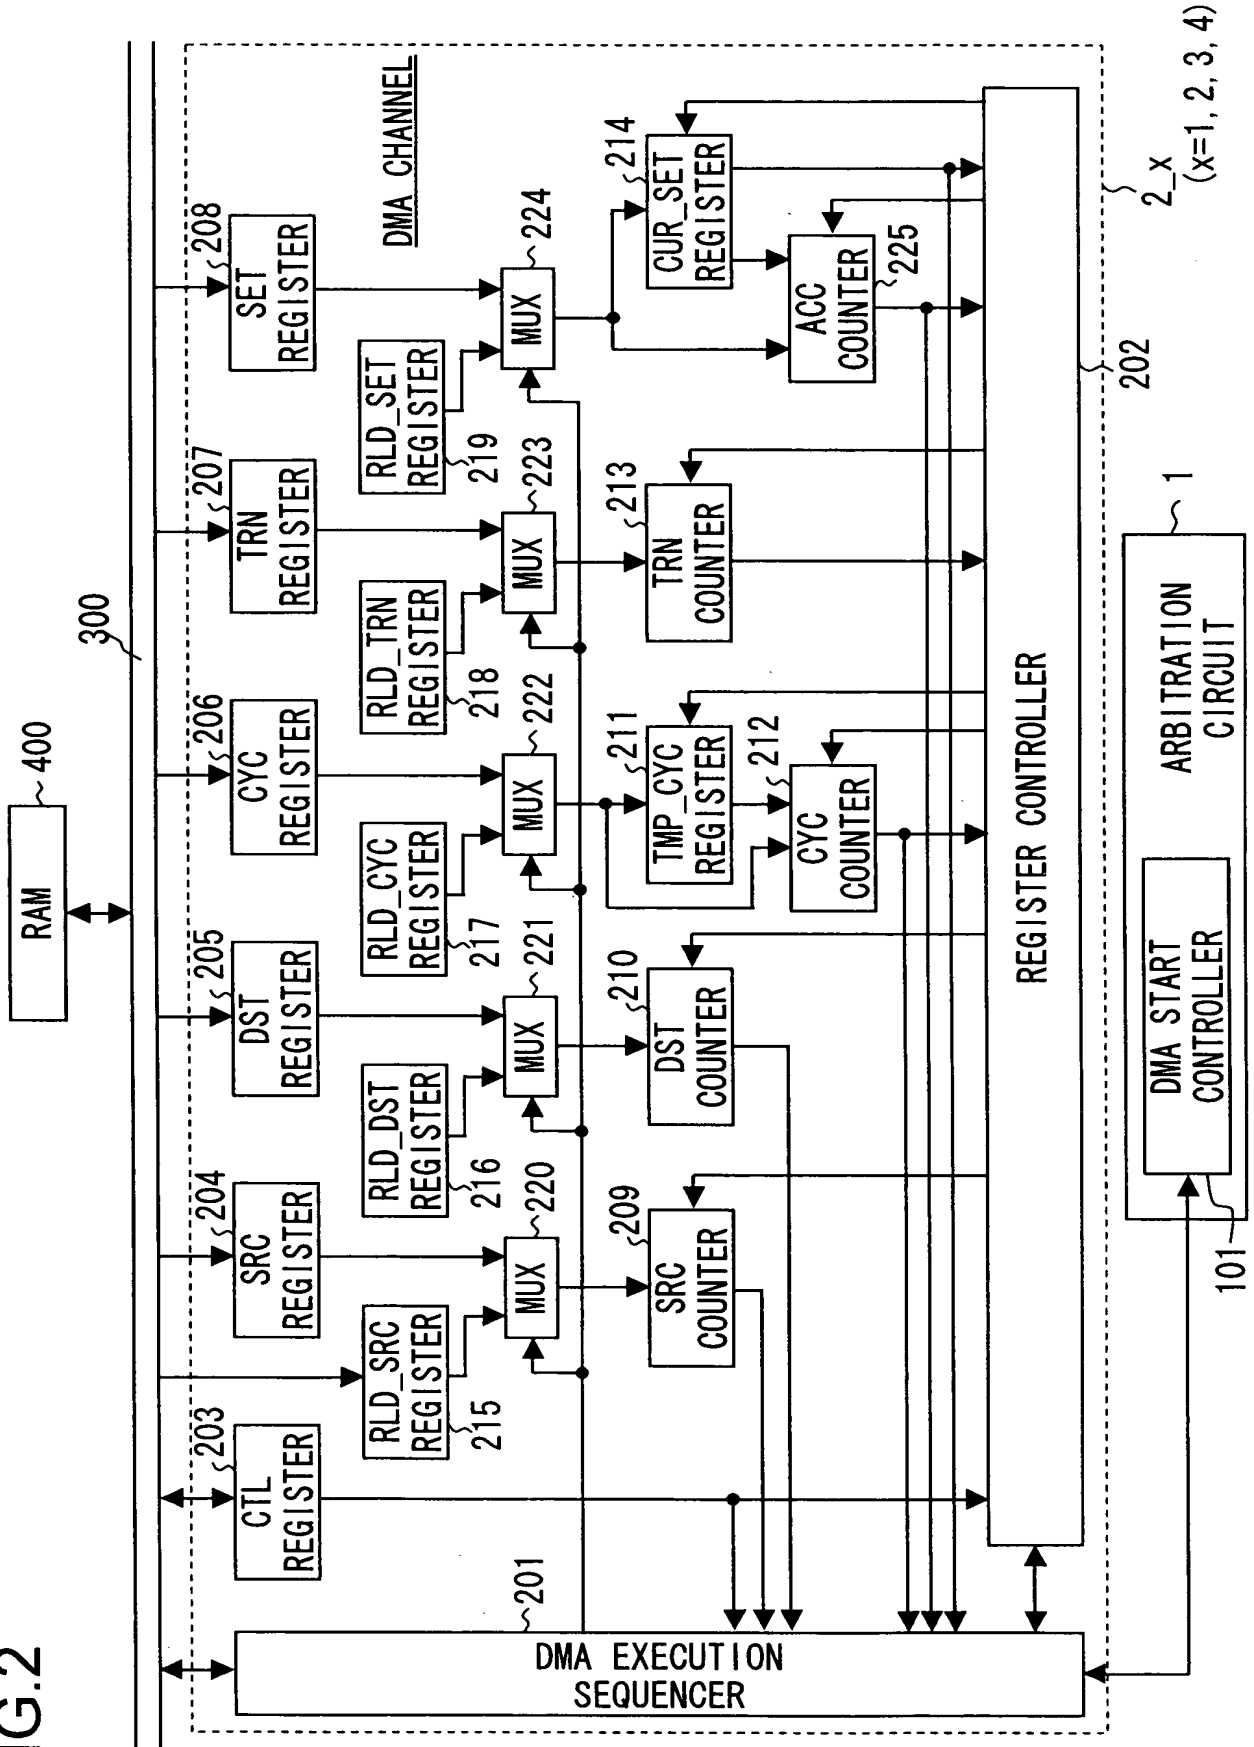 FIG.2
RAM
400
300
DMA CHANNEL
CTL
REGISTER
203
SRC
REGISTER
204
DST
REGISTER
205
CYC
REGISTER
206
TRN
REGISTER
207
SET
REGISTER
208
RLD_SRC
REGISTER
215
RLD_DST
REGISTER
216
RLD_CYC
REGISTER
217
RLD_TRN
REGISTER
218
RLD_SET
REGISTER
219
MUX
220
MUX
221
MUX
222
MUX
223
MUX
224
SRC
COUNTER
209
DST
COUNTER
210
TMP_CYC
REGISTER
211
CYC
COUNTER
212
TRN
COUNTER
213
CUR_SET
REGISTER
214
ACC
COUNTER
225
DMA EXECUTION
SEQUENCER
201
REGISTER CONTROLLER
202
2_x
(x=1, 2, 3, 4)
ARBITRATION
CIRCUIT
1
DMA START
CONTROLLER
101